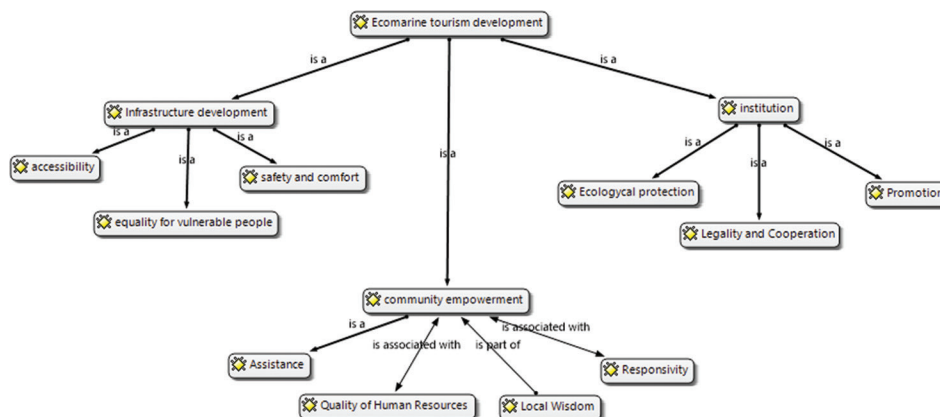 Ecomarine tourism development
is a
is a
Infrastructure development
institution
is a
is a
is a
is a
is a
is a
is a
accessibility
safety and comfort
Ecologycal protection
Promotion
equality for vulnerable people
Legality and Cooperation
community empowerment
is a
is associated with
is associated with
is part of
Assistance
Responsivity
Quality of Human Resources
Local Wisdom